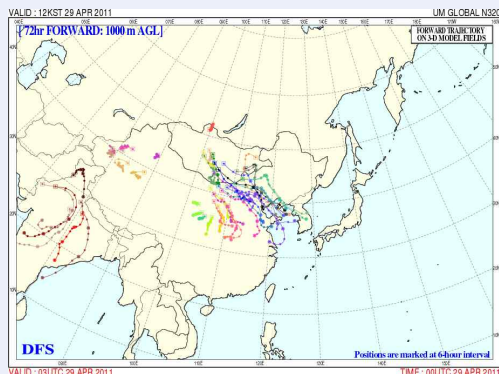 VALID : 12KST 29 APR 2011
UM GLOBAL N320
[ 72hr FORWARD: 1000 m AGL]
FORWARD TRAJECTORY
ON 3-D MODEL FIELDS
DFS
Positions are marked at 6-hour interval
VALID : 03UTC 29 APR 2011
TIME : 00UTC 29 APR 2011